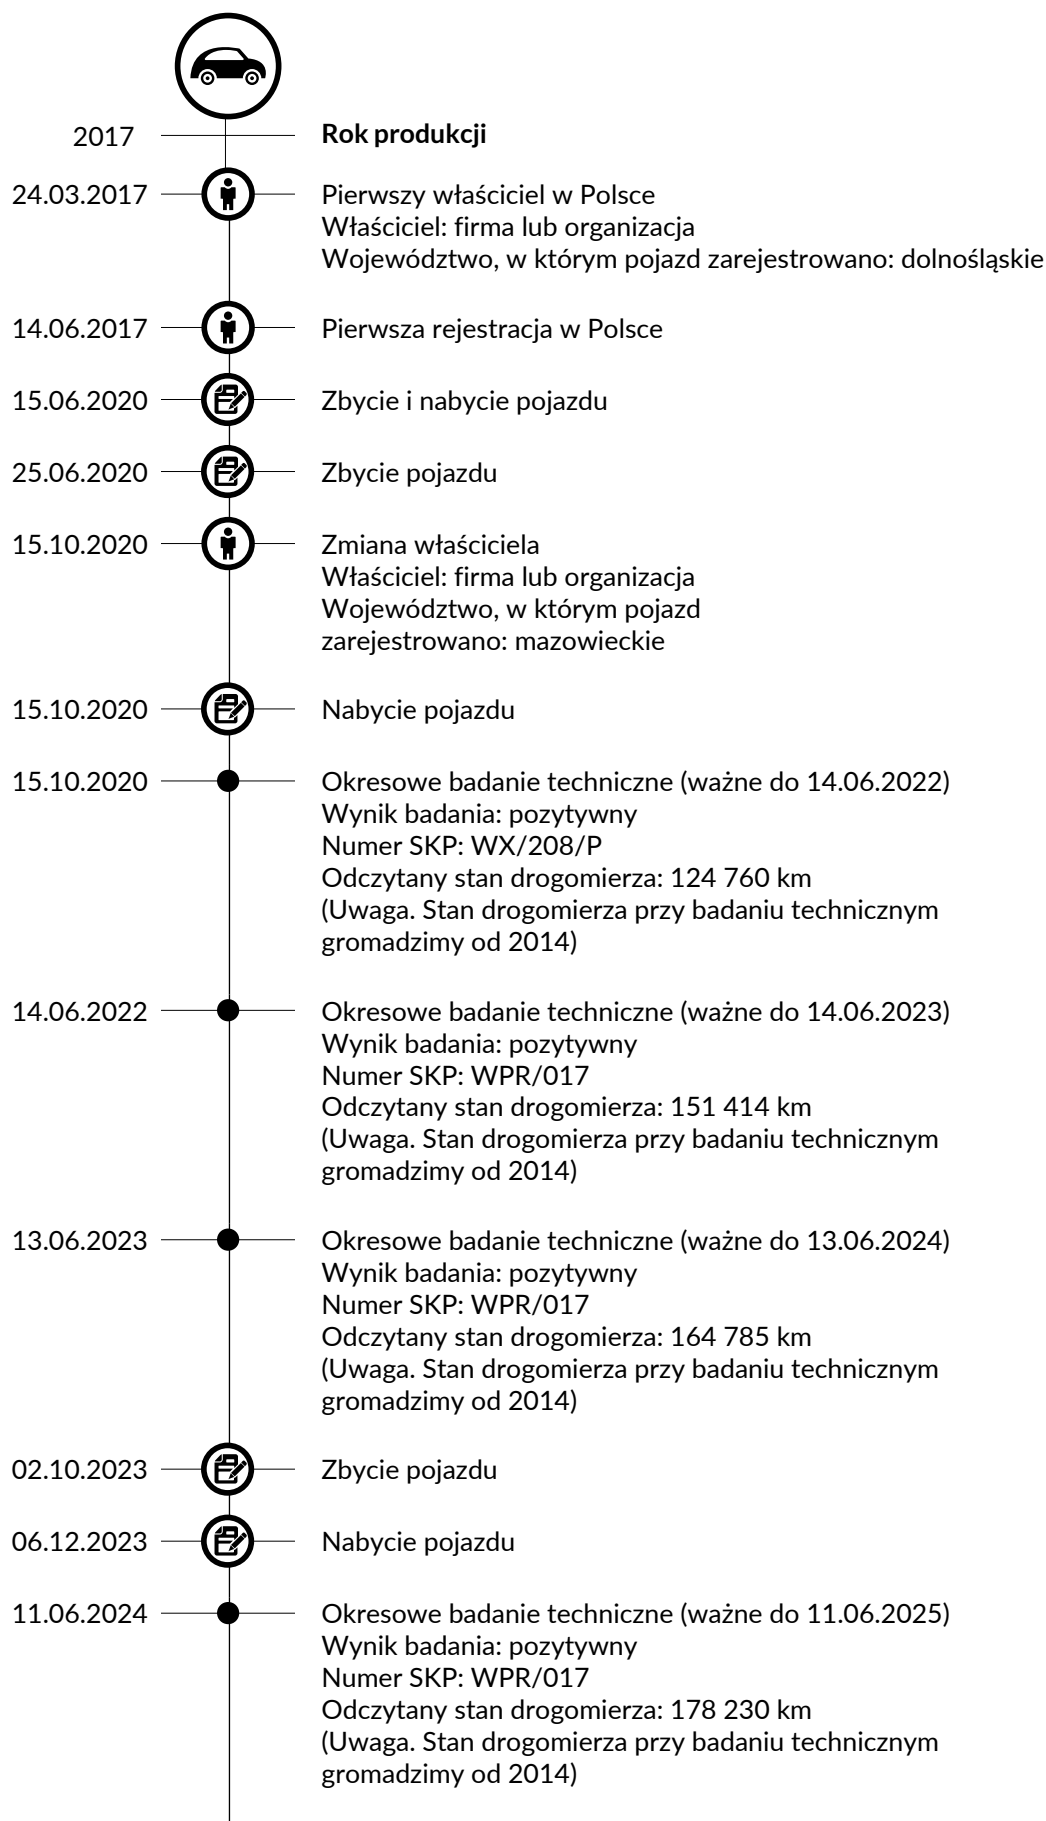 2017 Rok produkcji
24.03.2017 Pierwszy właściciel w Polsce
Właściciel: firma lub organizacja
Województwo, w którym pojazd zarejestrowano: dolnośląskie
14.06.2017 Pierwsza rejestracja w Polsce
15.06.2020 Zbycie i nabycie pojazdu
25.06.2020 Zbycie pojazdu
15.10.2020 Zmiana właściciela
Właściciel: firma lub organizacja
Województwo, w którym pojazd
zarejestrowano: mazowieckie
15.10.2020 Nabycie pojazdu
15.10.2020 Okresowe badanie techniczne (ważne do 14.06.2022)
Wynik badania: pozytywny
Numer SKP: WX/208/P
Odczytany stan drogomierza: 124 760 km
(Uwaga. Stan drogomierza przy badaniu technicznym
gromadzimy od 2014)
14.06.2022 Okresowe badanie techniczne (ważne do 14.06.2023)
Wynik badania: pozytywny
Numer SKP: WPR/017
Odczytany stan drogomierza: 151 414 km
(Uwaga. Stan drogomierza przy badaniu technicznym
gromadzimy od 2014)
13.06.2023 Okresowe badanie techniczne (ważne do 13.06.2024)
Wynik badania: pozytywny
Numer SKP: WPR/017
Odczytany stan drogomierza: 164 785 km
(Uwaga. Stan drogomierza przy badaniu technicznym
gromadzimy od 2014)
02.10.2023 Zbycie pojazdu
06.12.2023 Nabycie pojazdu
11.06.2024 Okresowe badanie techniczne (ważne do 11.06.2025)
Wynik badania: pozytywny
Numer SKP: WPR/017
Odczytany stan drogomierza: 178 230 km
(Uwaga. Stan drogomierza przy badaniu technicznym
gromadzimy od 2014)